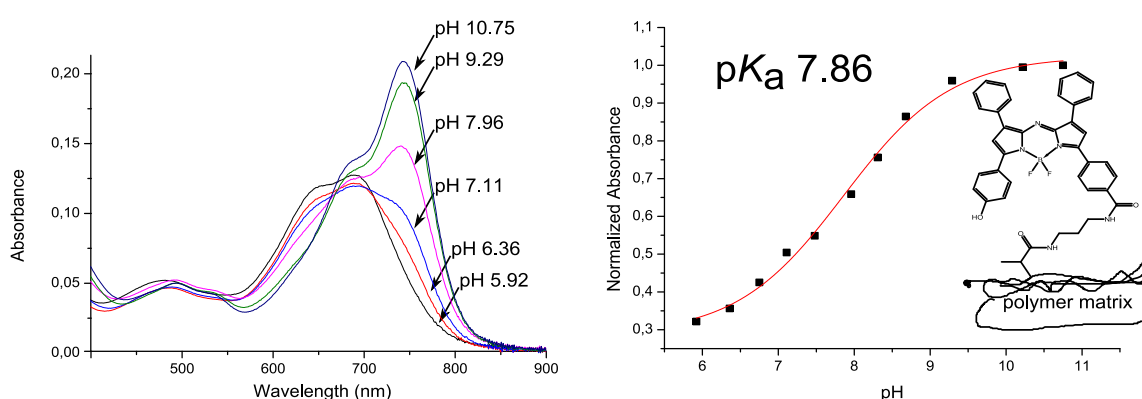 pH 10.75
pH 9.29
pH 7.96
pH 7.11
pH 6.36
pH 5.92
0,20
0,15
0,10
0,05
0,00
Absorbance
500
600
700
800
900
Wavelength (nm)
pKa 7.86
1,1
1,0
0,9
0,8
0,7
0,6
0,5
0,4
0,3
Normalized Absorbance
6
7
8
9
10
11
pH
N
N
B
N
F
F
HO
O
NH
O
NH
polymer matrix